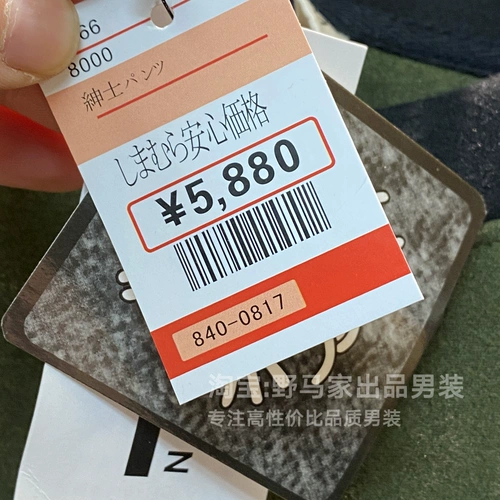 66
8000
紳士パンツ
しまむら安心価格
¥5,880
840-0817
淘宝:野马家出品男装
专注高性价比品质男装
N